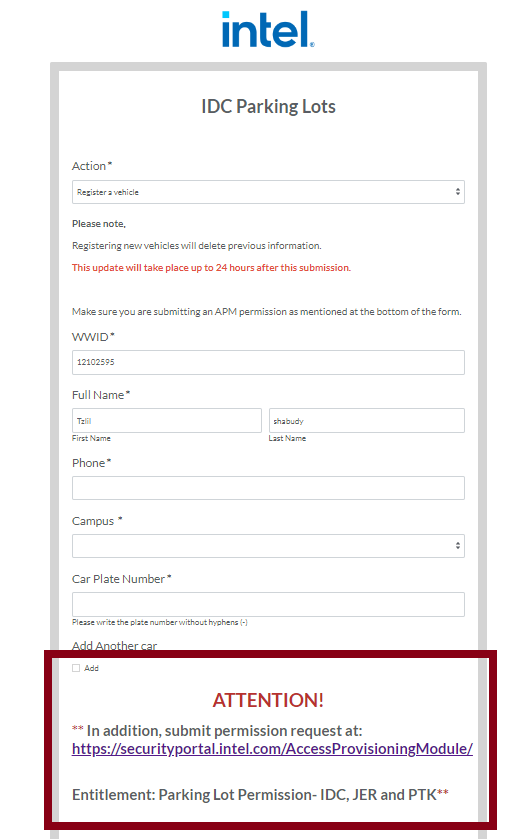 intel.
IDC Parking Lots
Action*
Register a vehicle
Please note,
Registering new vehicles will delete previous information.
This update will take place up to 24 hours after this submission.
Make sure you are submitting an APM permission as mentioned at the bottom of the form.
WWID*
12102595
Full Name*
Tzlil shabudy
First Name Last Name
Phone*
Campus *
Car Plate Number*
Please write the plate number without hyphens (-)
Add Another car
Add
ATTENTION!
** In addition, submit permission request at:
https://securityportal.intel.com/AccessProvisioningModule/
Entitlement: Parking Lot Permission- IDC, JER and PTK**